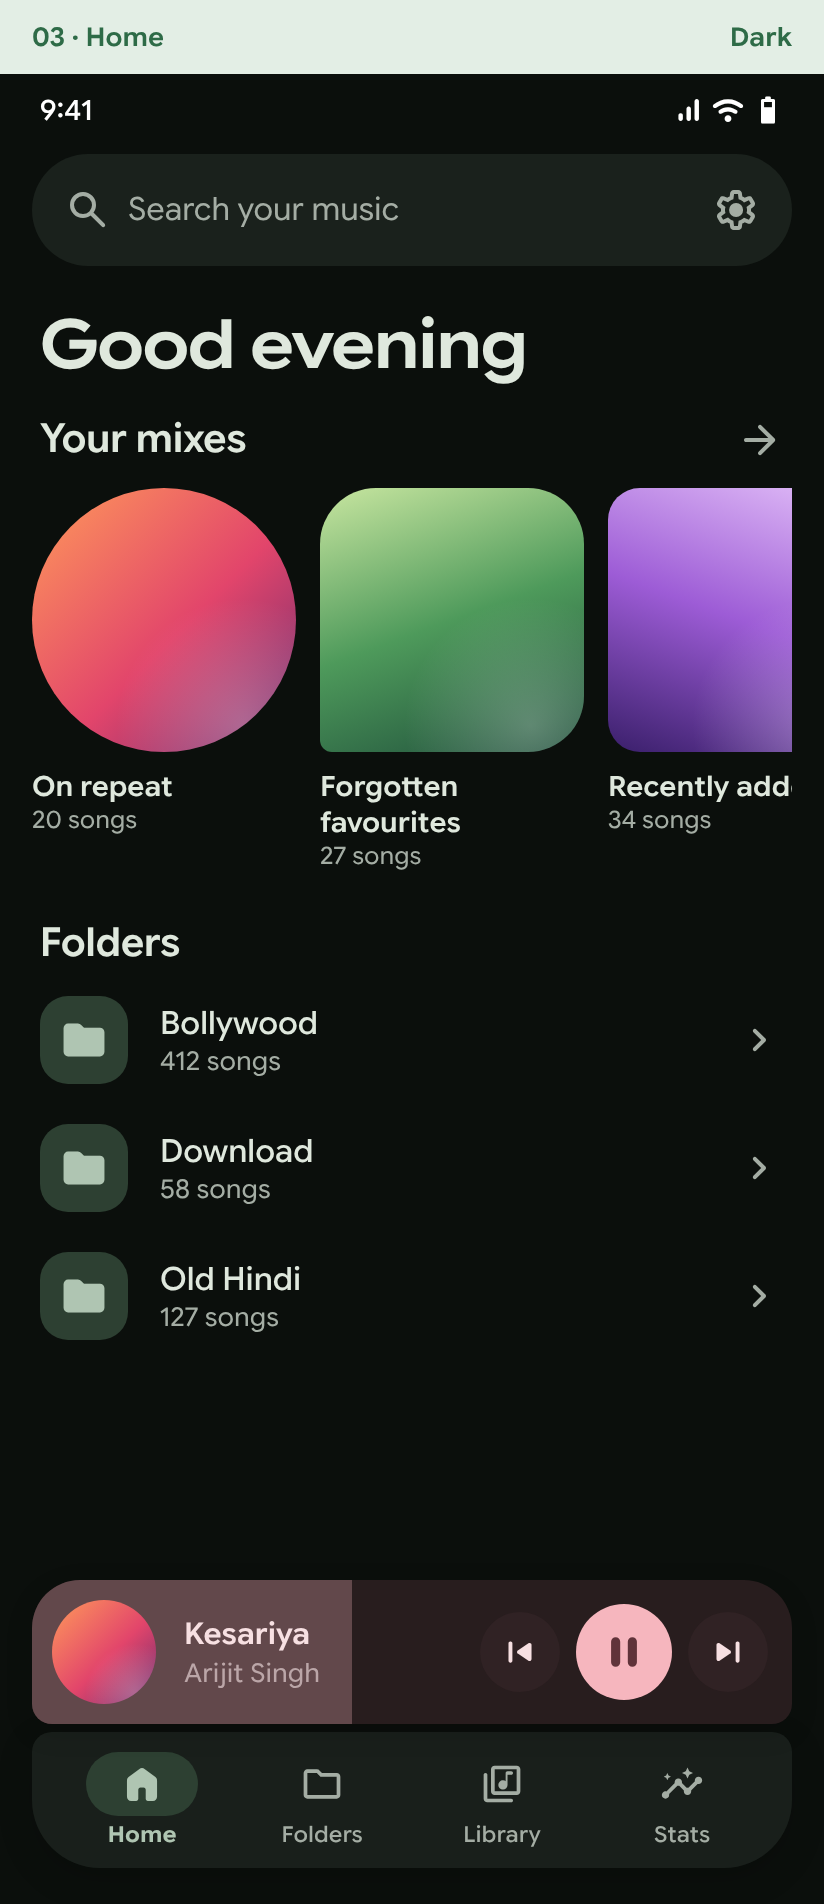 03 · Home
Dark
9:41
Search your music
Good evening
Your mixes
On repeat
20 songs
Forgotten
favourites
27 songs
Recently add
34 songs
Folders
Bollywood
412 songs
Download
58 songs
Old Hindi
127 songs
Kesariya
Arijit Singh
Home
Folders
Library
Stats